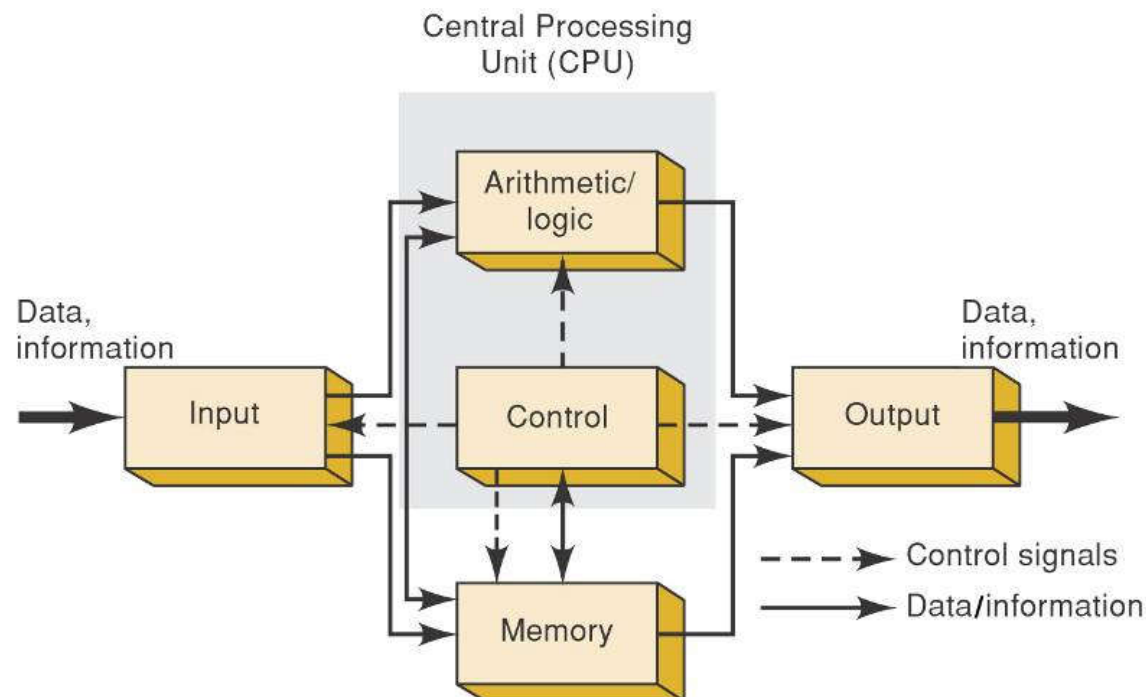 Central Processing
Unit (CPU)
Arithmetic/
logic
Data,
information
Data,
information
Input
Control
Output
Control signals
Data/information
Memory